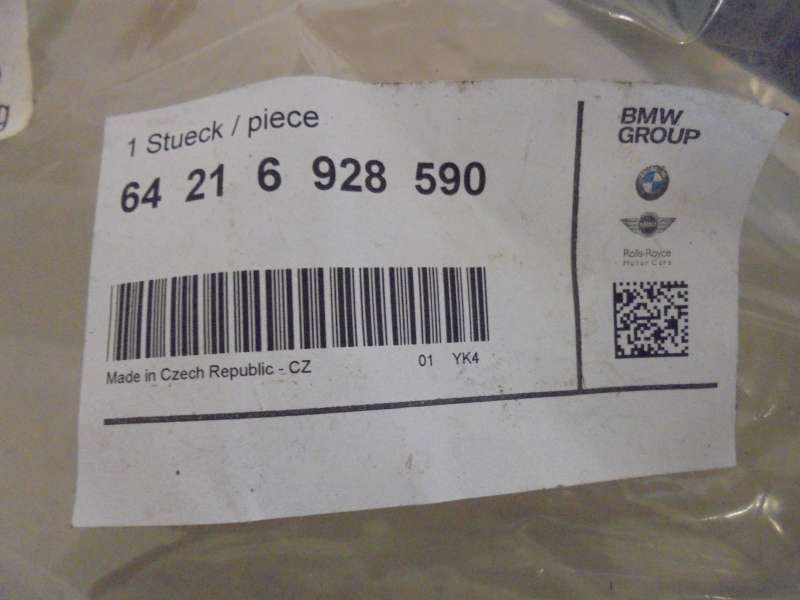 g
1 Stueck / piece
64 21 6 928 590
Made in Czech Republic - CZ
01 YK4
BMW
GROUP
MINI
Rolls-Royce
Motor Cars